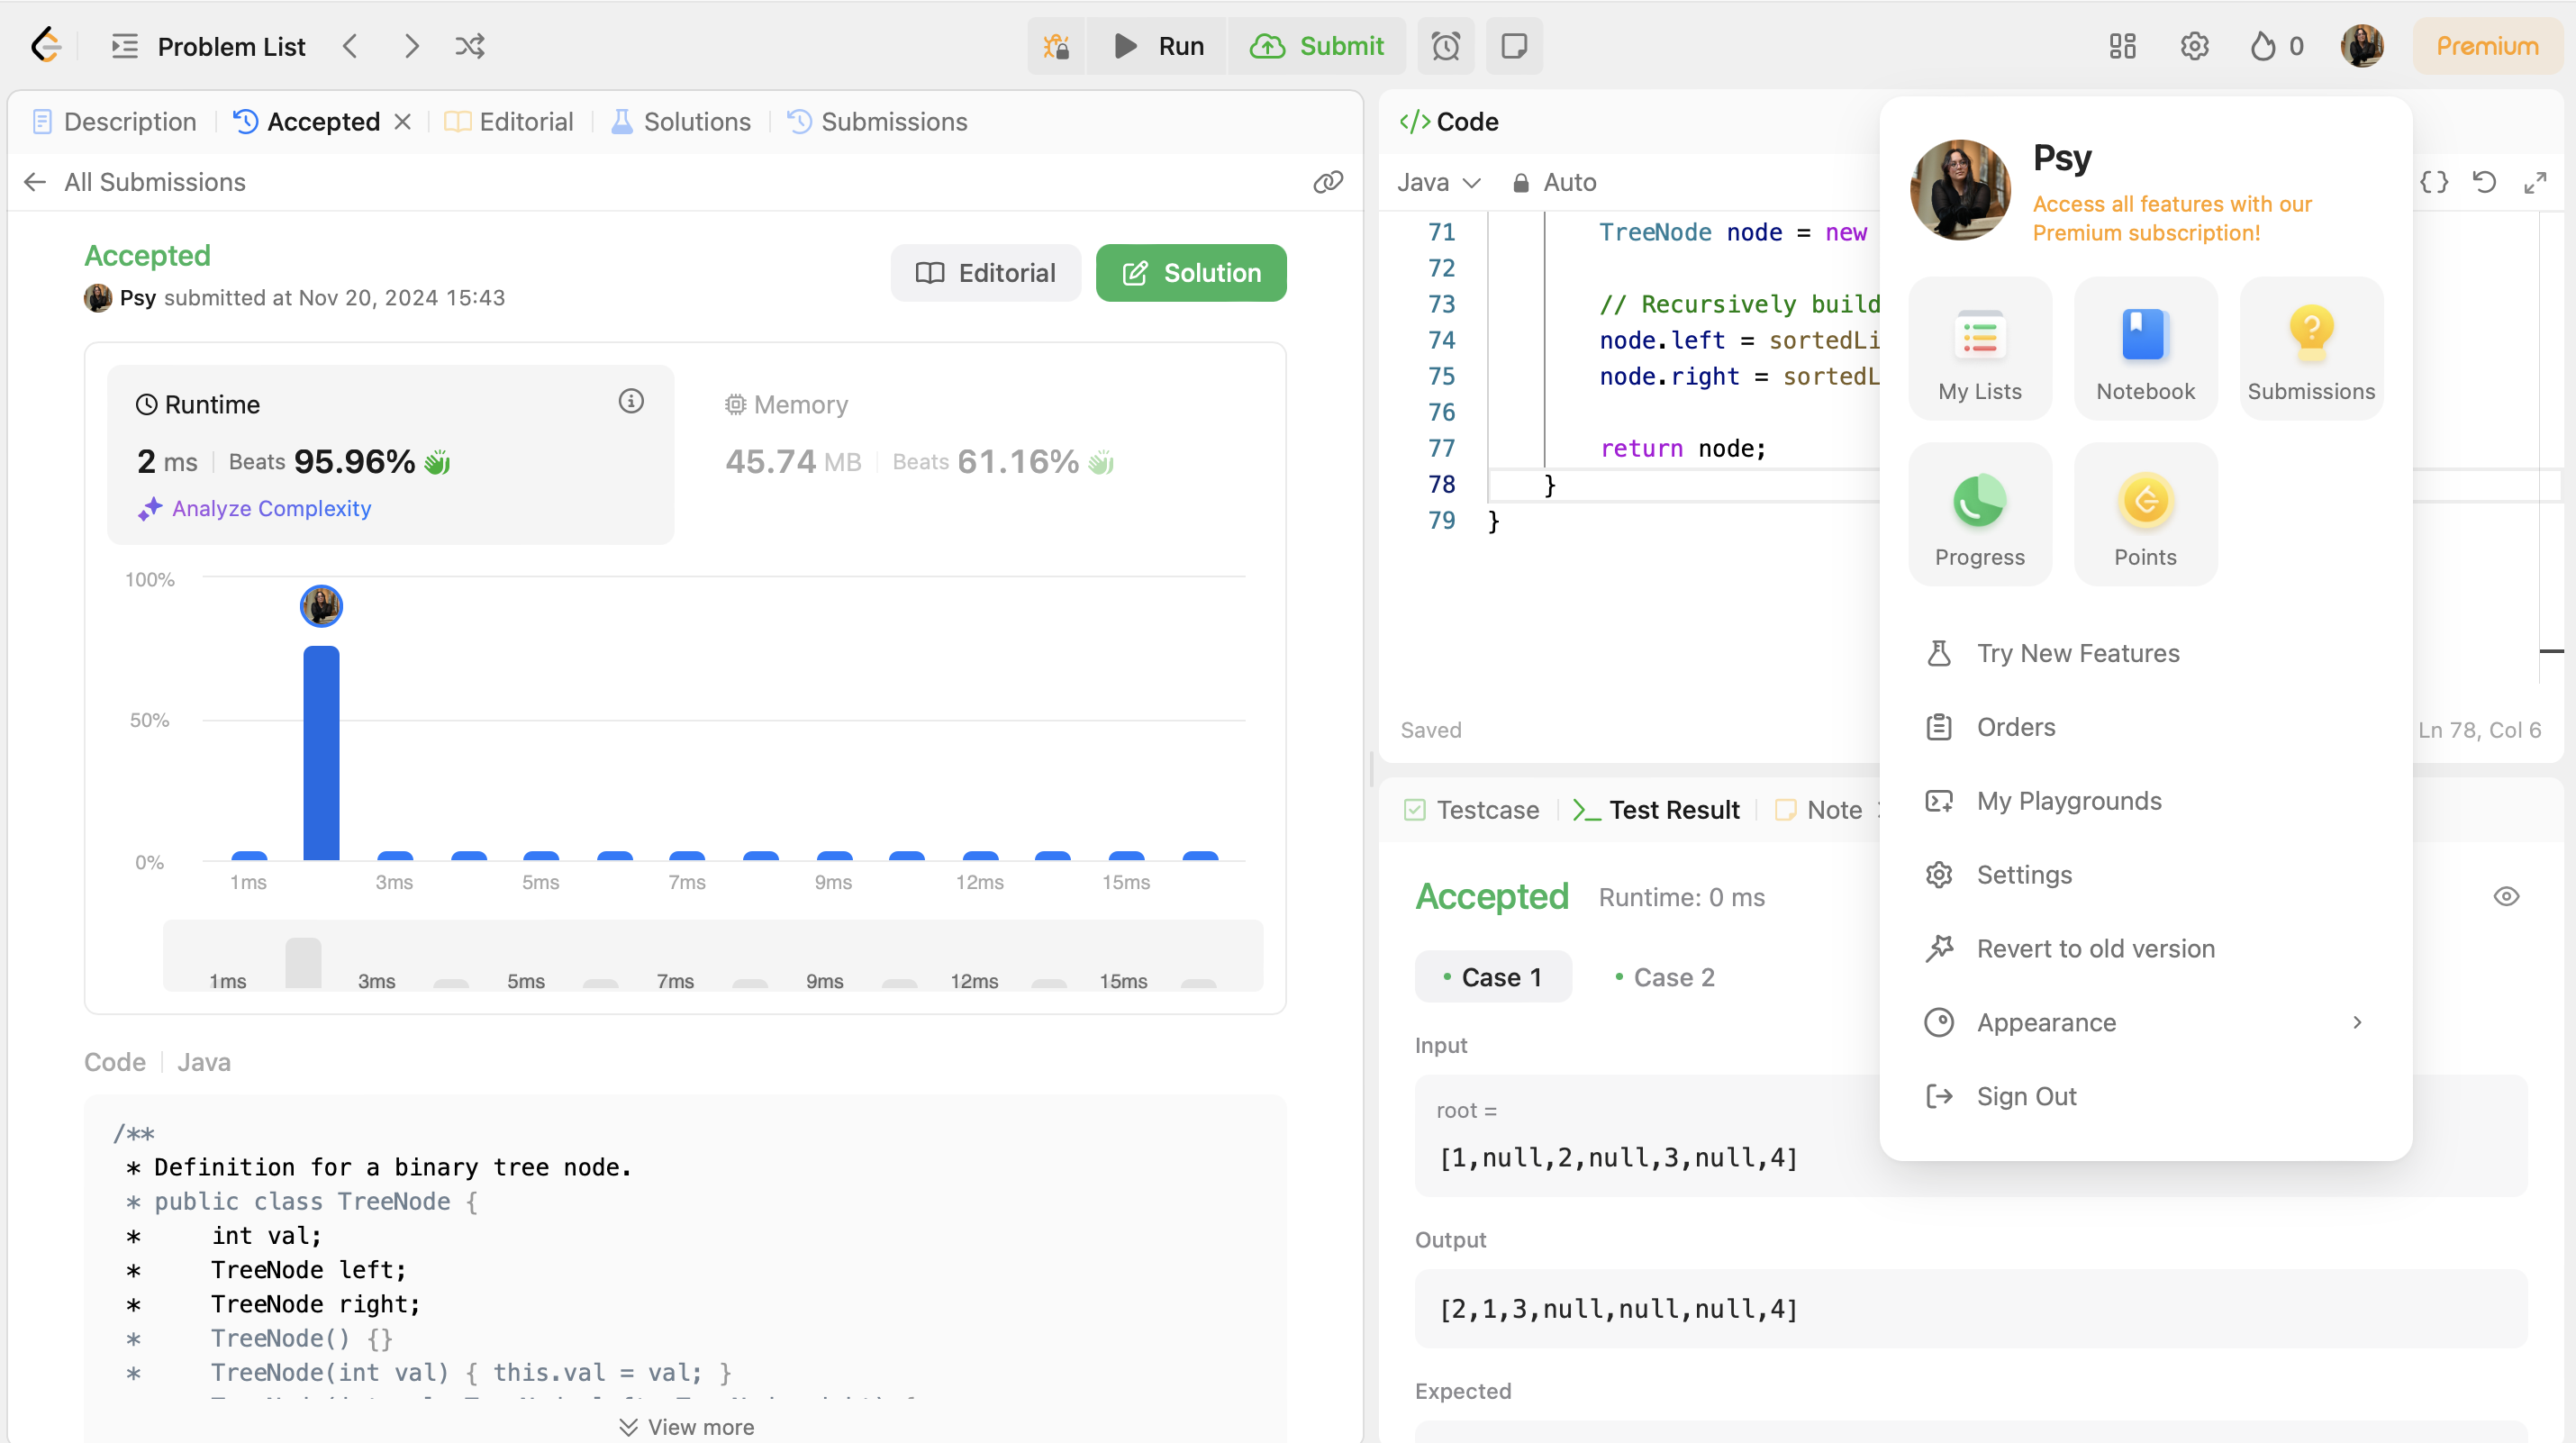 Problem List
Run
Submit
0
Premium
Description
Accepted
Editorial
Solutions
Submissions
All Submissions
Accepted
Psy submitted at Nov 20, 2024 15:43
Editorial
Solution
Runtime
2 ms
Beats 95.96%
Analyze Complexity
Memory
45.74 MB
Beats 61.16%
100%
50%
0%
1ms
3ms
5ms
7ms
9ms
12ms
15ms
1ms
3ms
5ms
7ms
9ms
12ms
15ms
Code
Java
/**
* Definition for a binary tree node.
* public class TreeNode {
* int val;
* TreeNode left;
* TreeNode right;
* TreeNode() {}
* TreeNode(int val) { this.val = val; }
View more
</> Code
Java
Auto
{}
71 TreeNode node = new
72
73 // Recursively build
74 node.left = sortedLi
75 node.right = sortedL
76
77 return node;
78 }
79 }
Saved
Ln 78, Col 6
Testcase
Test Result
Note
Accepted
Runtime: 0 ms
Case 1
Case 2
Input
root =
[1,null,2,null,3,null,4]
Output
[2,1,3,null,null,null,4]
Expected
Psy
Access all features with our
Premium subscription!
My Lists
Notebook
Submissions
Progress
Points
Try New Features
Orders
My Playgrounds
Settings
Revert to old version
Appearance
Sign Out